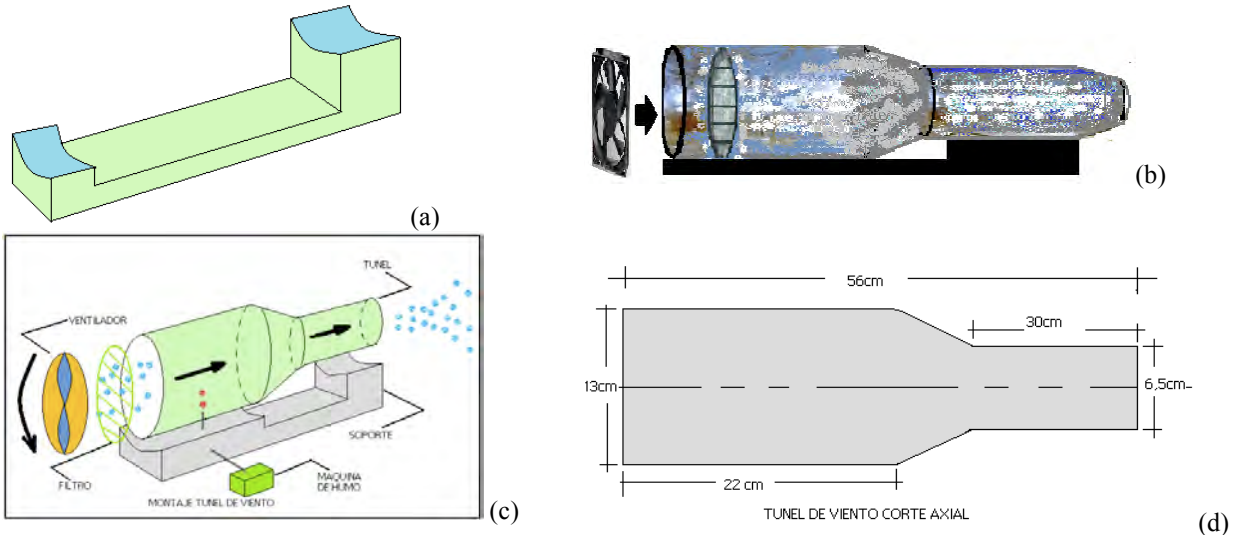 (a)
(b)
TUNEL
VENTILADOR
SOPORTE
FILTRO
MAQUINA
DE HUMO
MONTAJE TUNEL DE VIENTO
(c)
56cm
30cm
13cm
6,5cm
22 cm
TUNEL DE VIENTO CORTE AXIAL
(d)